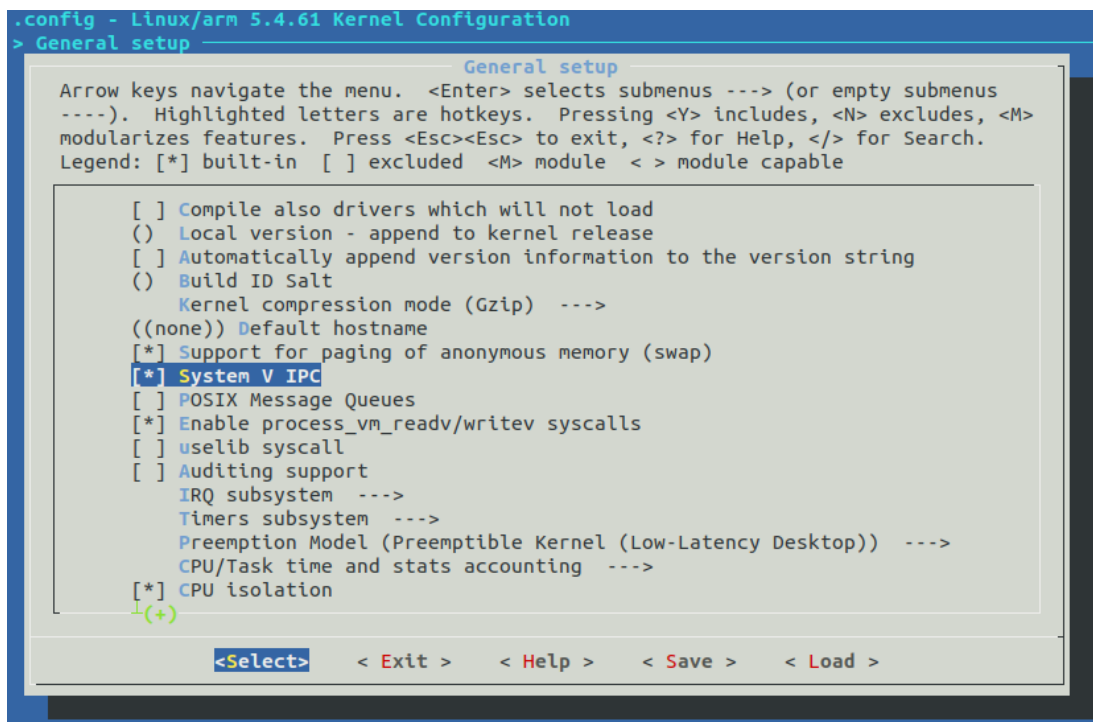 .config - Linux/arm 5.4.61 Kernel Configuration
> General setup
General setup
Arrow keys navigate the menu.  <Enter> selects submenus ---> (or empty submenus
----).  Highlighted letters are hotkeys.  Pressing <Y> includes, <N> excludes, <M>
modularizes features.  Press <Esc><Esc> to exit, <?> for Help, </> for Search.
Legend: [*] built-in  [ ] excluded  <M> module  < > module capable
[ ] Compile also drivers which will not load
()  Local version - append to kernel release
[ ] Automatically append version information to the version string
()  Build ID Salt
Kernel compression mode (Gzip)  --->
((none)) Default hostname
[*] Support for paging of anonymous memory (swap)
[*] System V IPC
[ ] POSIX Message Queues
[*] Enable process_vm_readv/writev syscalls
[ ] uselib syscall
[ ] Auditing support
IRQ subsystem  --->
Timers subsystem  --->
Preemption Model (Preemptible Kernel (Low-Latency Desktop))  --->
CPU/Task time and stats accounting  --->
[*] CPU isolation
┴(+)
<Select>    < Exit >    < Help >    < Save >    < Load >